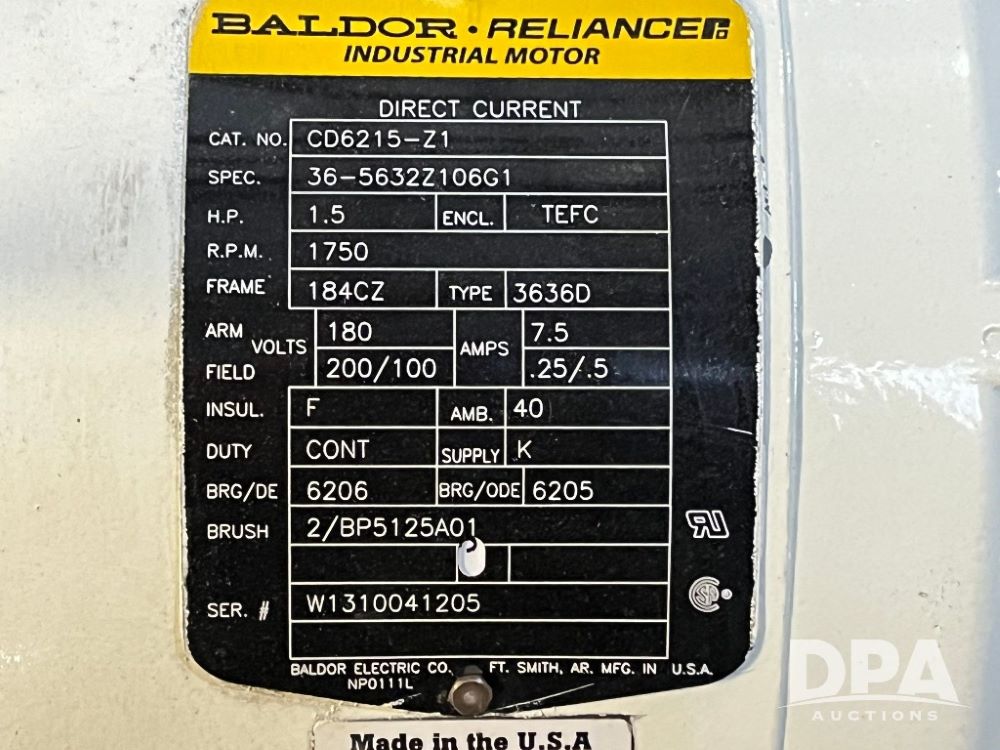 BALDOR · RELIANCE
INDUSTRIAL MOTOR
DIRECT CURRENT
CAT. NO. CD6215-Z1
SPEC. 36-5632Z106G1
H.P. 1.5 ENCL. TEFC
R.P.M. 1750
FRAME 184CZ TYPE 3636D
ARM VOLTS 180 AMPS 7.5
FIELD 200/100 .25/.5
INSUL. F AMB. 40
DUTY CONT SUPPLY K
BRG/DE 6206 BRG/ODE 6205
BRUSH 2/BP5125A01
SER. # W1310041205
BALDOR ELECTRIC CO. FT. SMITH, AR. MFG. IN U.S.A.
NP0111L
Made in the U.S.A
DPA
AUCTIONS